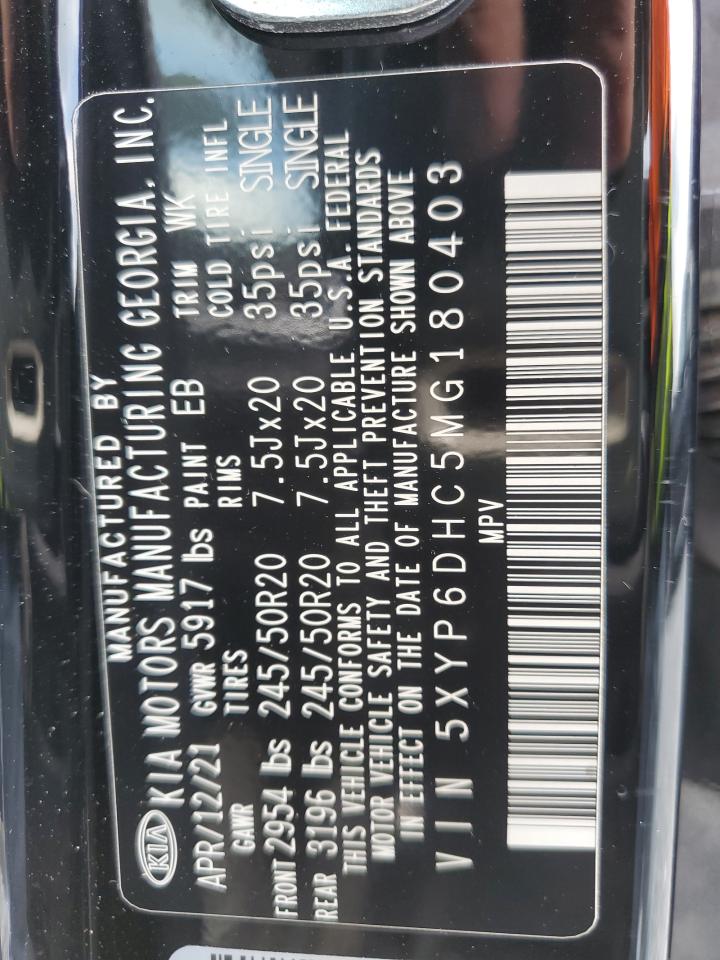 MANUFACTURED BY
KIA KIA MOTORS MANUFACTURING GEORGIA, INC.
APR/12/21 GVWR 5917 lbs PAINT EB TRIM WK
GAWR TIRES RIMS COLD TIRE INFL
FRONT 2954 lbs 245/50R20 7.5Jx20 35psi SINGLE
REAR 3196 lbs 245/50R20 7.5Jx20 35psi SINGLE
THIS VEHICLE CONFORMS TO ALL APPLICABLE U.S.A. FEDERAL
MOTOR VEHICLE SAFETY AND THEFT PREVENTION STANDARDS
IN EFFECT ON THE DATE OF MANUFACTURE SHOWN ABOVE
VIN 5XYP6DHC5MG180403
MPV